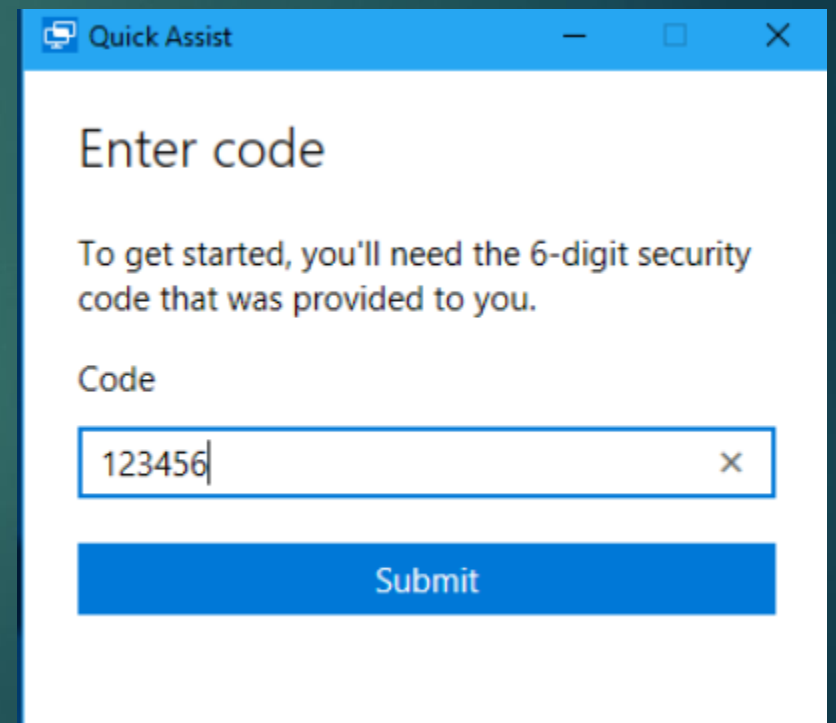 Quick Assist
Enter code
To get started, you'll need the 6-digit security
code that was provided to you.
Code
123456
Submit